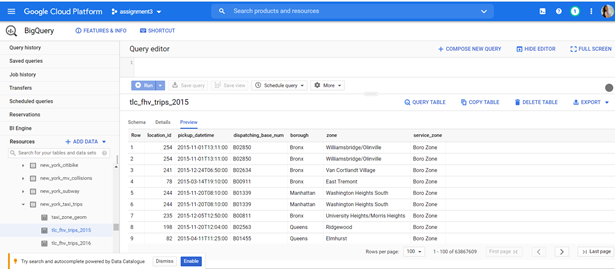 Google Cloud Platform assignment3 Search products and resources 1
BigQuery FEATURES & INFO SHORTCUT
Query history
Saved queries
Job history
Transfers
Scheduled queries
Reservations
BI Engine
Resources + ADD DATA
Search for your tables and datasets
new_york_citibike
new_york_mv_collisions
new_york_subway
new_york_taxi_trips
taxi_zone_geom
tlc_fhv_trips_2015
tlc_fhv_trips_2016
Query editor + COMPOSE NEW QUERY HIDE EDITOR FULL SCREEN
1
Run Save query Save view Schedule query More
tlc_fhv_trips_2015 QUERY TABLE COPY TABLE DELETE TABLE EXPORT
Schema Details Preview
Row location_id pickup_datetime dispatching_base_num borough zone service_zone
1 254 2015-11-01T13:11:00 B02850 Bronx Williamsbridge/Olinville Boro Zone
2 254 2015-11-01T13:11:00 B02850 Bronx Williamsbridge/Olinville Boro Zone
3 241 2015-12-24T06:50:00 B02634 Bronx Van Cortlandt Village Boro Zone
4 78 2015-03-14T19:10:00 B00911 Bronx East Tremont Boro Zone
5 244 2015-11-20T08:10:00 B01339 Manhattan Washington Heights South Boro Zone
6 244 2015-11-20T08:10:00 B01339 Manhattan Washington Heights South Boro Zone
7 235 2015-12-05T12:50:00 B00811 Bronx University Heights/Morris Heights Boro Zone
8 198 2015-11-20T12:04:00 B02563 Queens Ridgewood Boro Zone
9 82 2015-04-11T11:25:00 B01455 Queens Elmhurst Boro Zone
Rows per page: 100 1 - 100 of 63867609 First page Last page
Try search and autocomplete powered by Data Catalogue Dismiss Enable